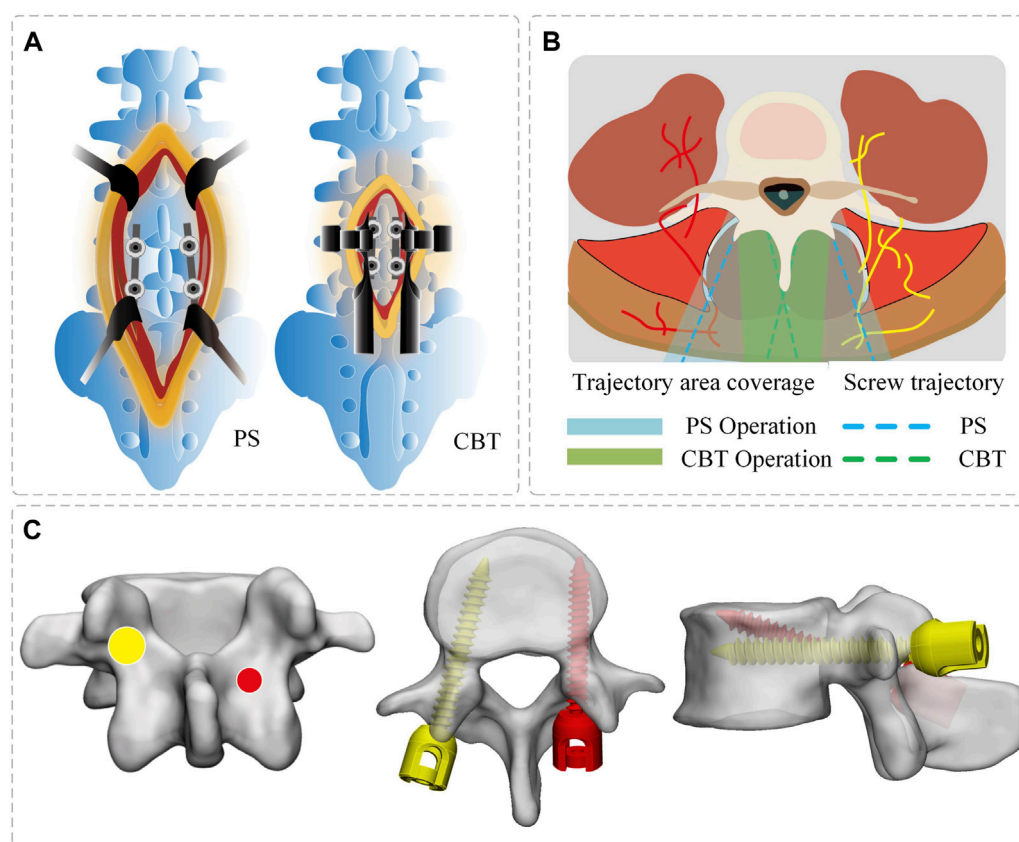 A
PS
CBT
B
Trajectory area coverage
Screw trajectory
PS Operation
PS
CBT Operation
CBT
C